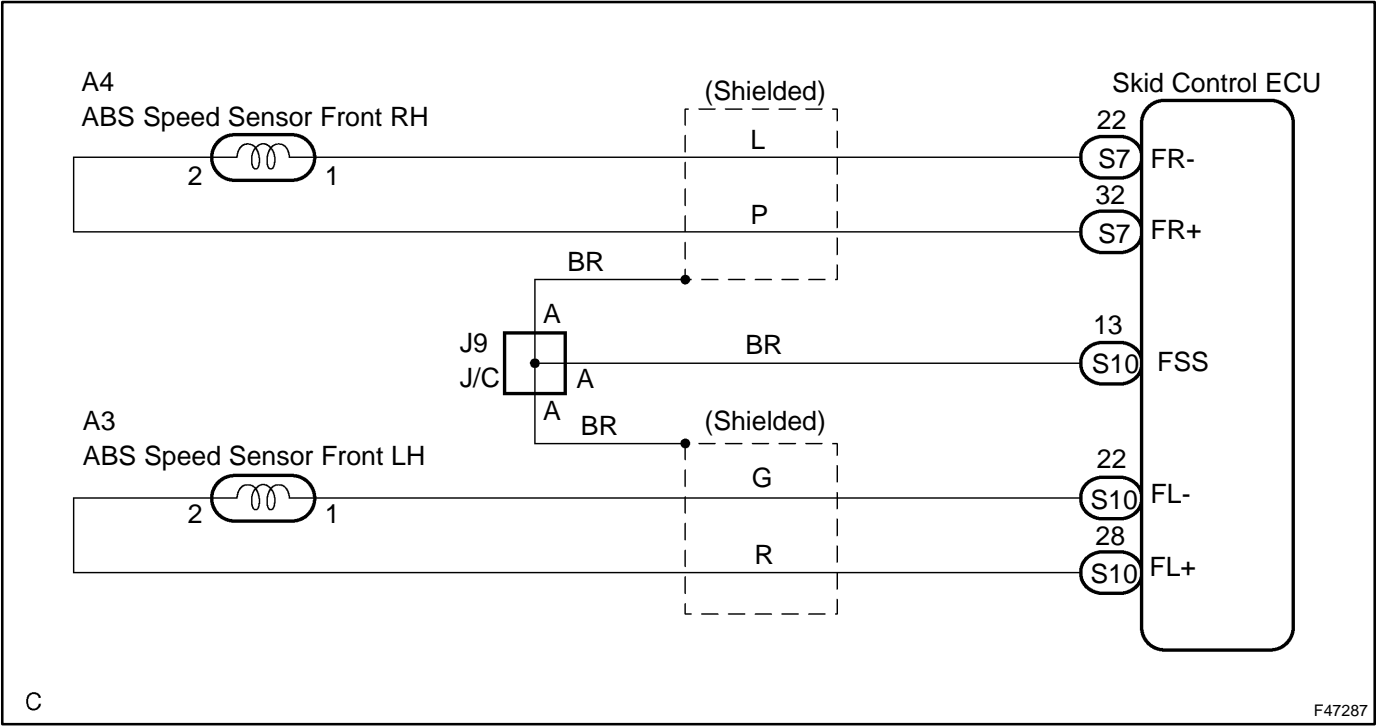 A4
ABS Speed Sensor Front RH
(Shielded)
Skid Control ECU
2
1
L
22
S7
FR-
P
32
S7
FR+
BR
A
J9
J/C
A
BR
13
S10
FSS
A
BR
(Shielded)
A3
ABS Speed Sensor Front LH
2
1
G
22
S10
FL-
R
28
S10
FL+
C
F47287